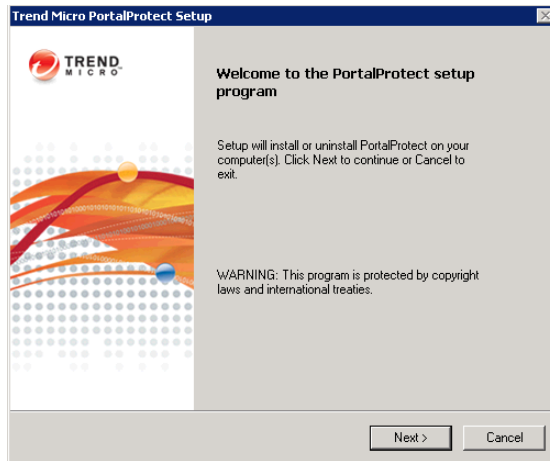 Trend Micro PortalProtect Setup
TREND
MICRO
Welcome to the PortalProtect setup
program
Setup will install or uninstall PortalProtect on your
computer(s). Click Next to continue or Cancel to
exit.
WARNING: This program is protected by copyright
laws and international treaties.
Next >
Cancel